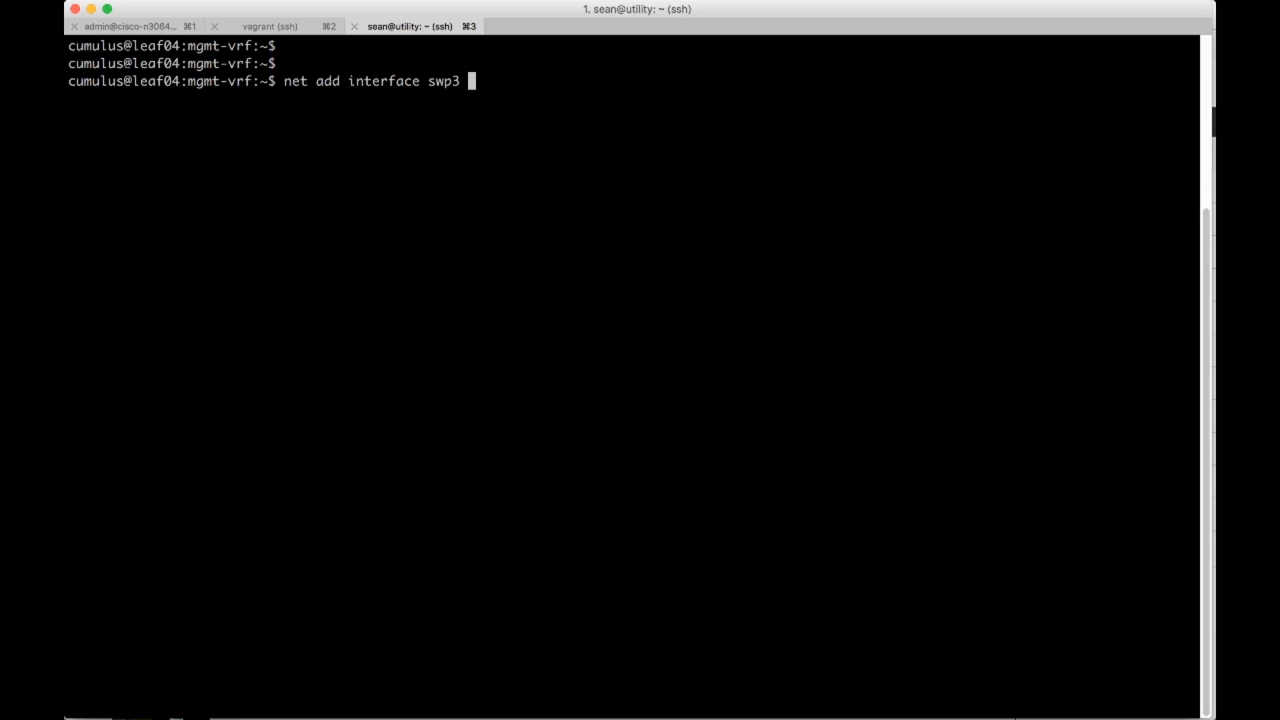 1. sean@utility: ~ (ssh)
admin@cisco-n3064... ⌘1 vagrant (ssh) ⌘2 sean@utility: ~ (ssh) ⌘3
cumulus@leaf04:mgmt-vrf:~$
cumulus@leaf04:mgmt-vrf:~$
cumulus@leaf04:mgmt-vrf:~$ net add interface swp3